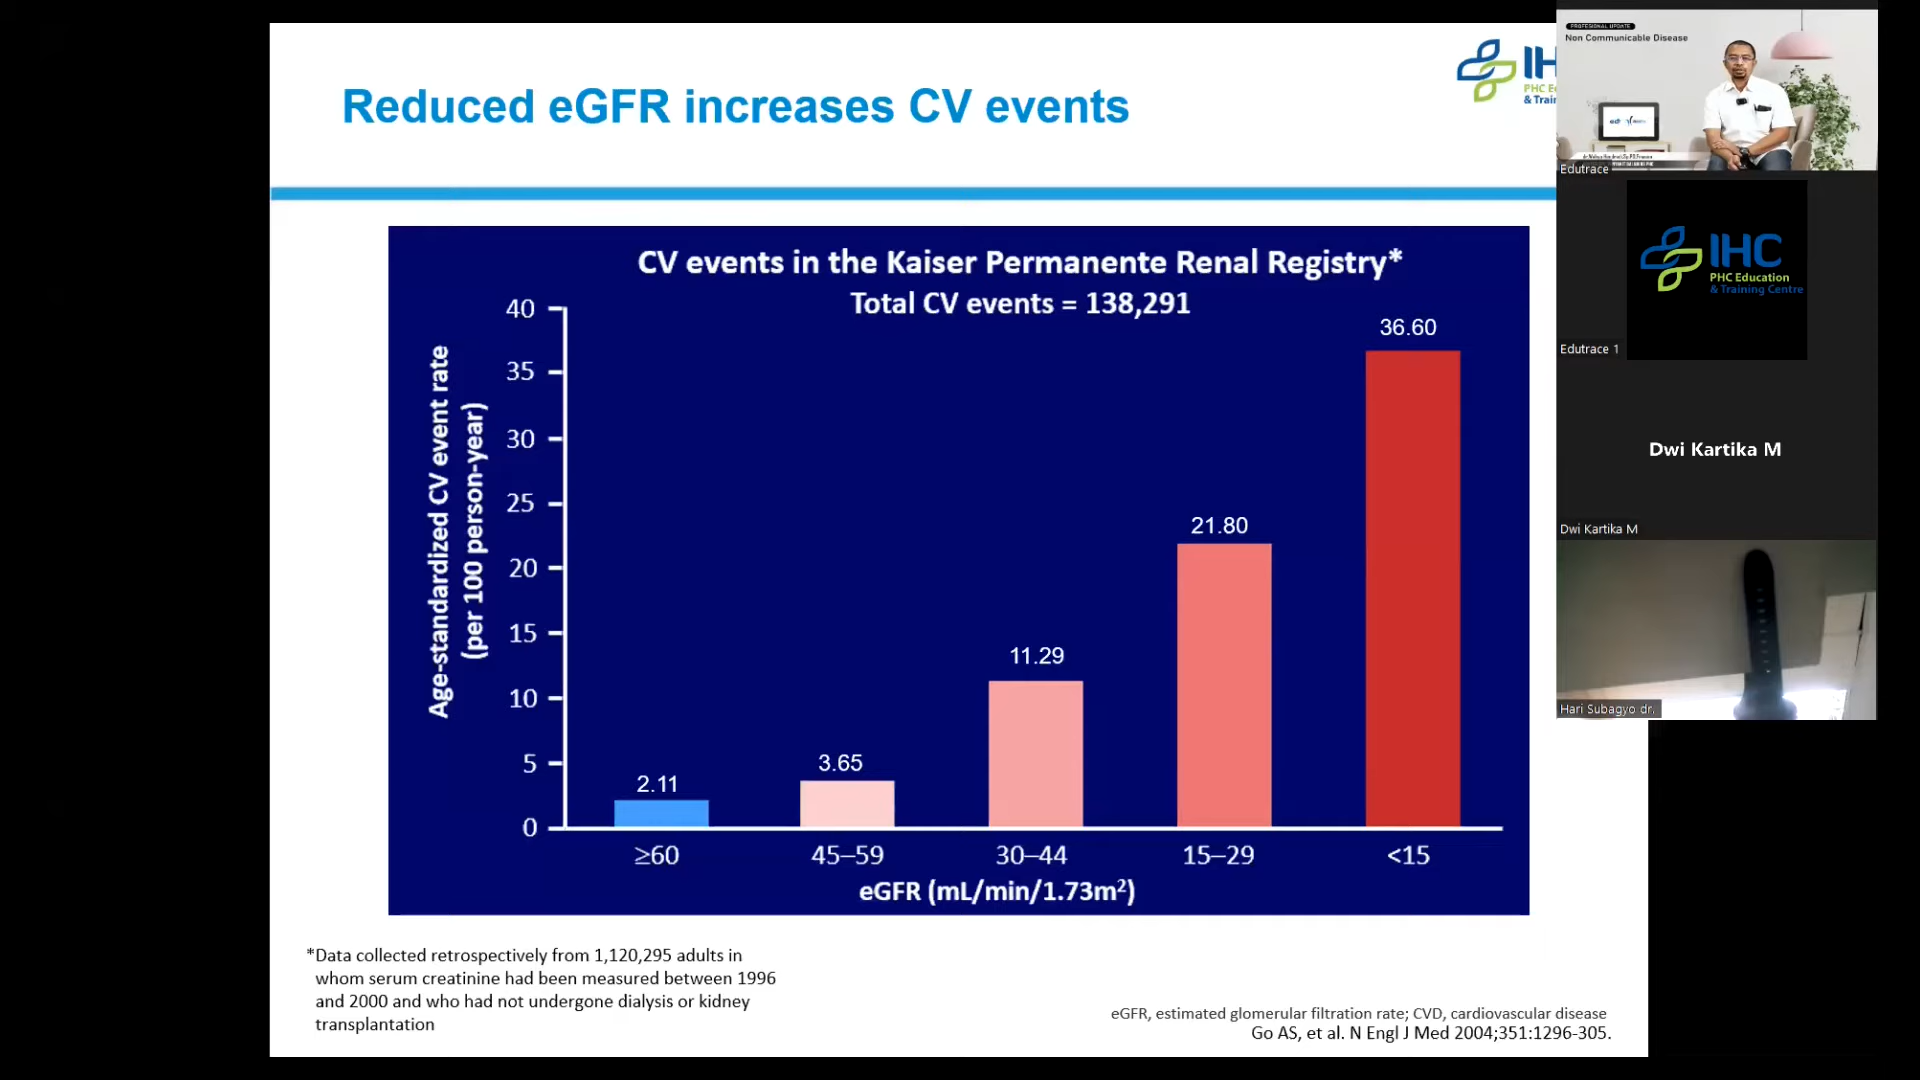 Reduced eGFR increases CV events
IH
PHC E
& Trai
CV events in the Kaiser Permanente Renal Registry*
Total CV events = 138,291
Age-standardized CV event rate
(per 100 person-year)
40
35
30
25
20
15
10
5
0
2.11
3.65
11.29
21.80
36.60
≥60
45–59
30–44
15–29
<15
eGFR (mL/min/1.73m²)
*Data collected retrospectively from 1,120,295 adults in
whom serum creatinine had been measured between 1996
and 2000 and who had not undergone dialysis or kidney
transplantation
eGFR, estimated glomerular filtration rate; CVD, cardiovascular disease
Go AS, et al. N Engl J Med 2004;351:1296-305.
PROFESIONAL UPDATE
Non Communicable Disease
Edutrace
IHC
PHC Education
& Training Centre
Edutrace 1
Dwi Kartika M
Dwi Kartika M
Hari Subagyo dr.